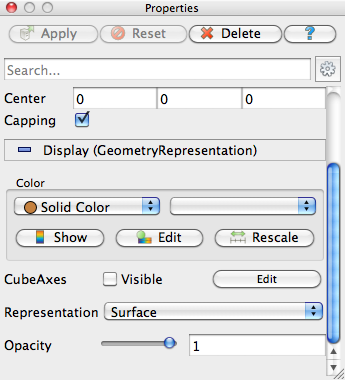 Properties
Apply Reset Delete ?
Search...
Center 0 0 0
Capping
Display (GeometryRepresentation)
Color
Solid Color
Show Edit Rescale
CubeAxes Visible Edit
Representation Surface
Opacity 1